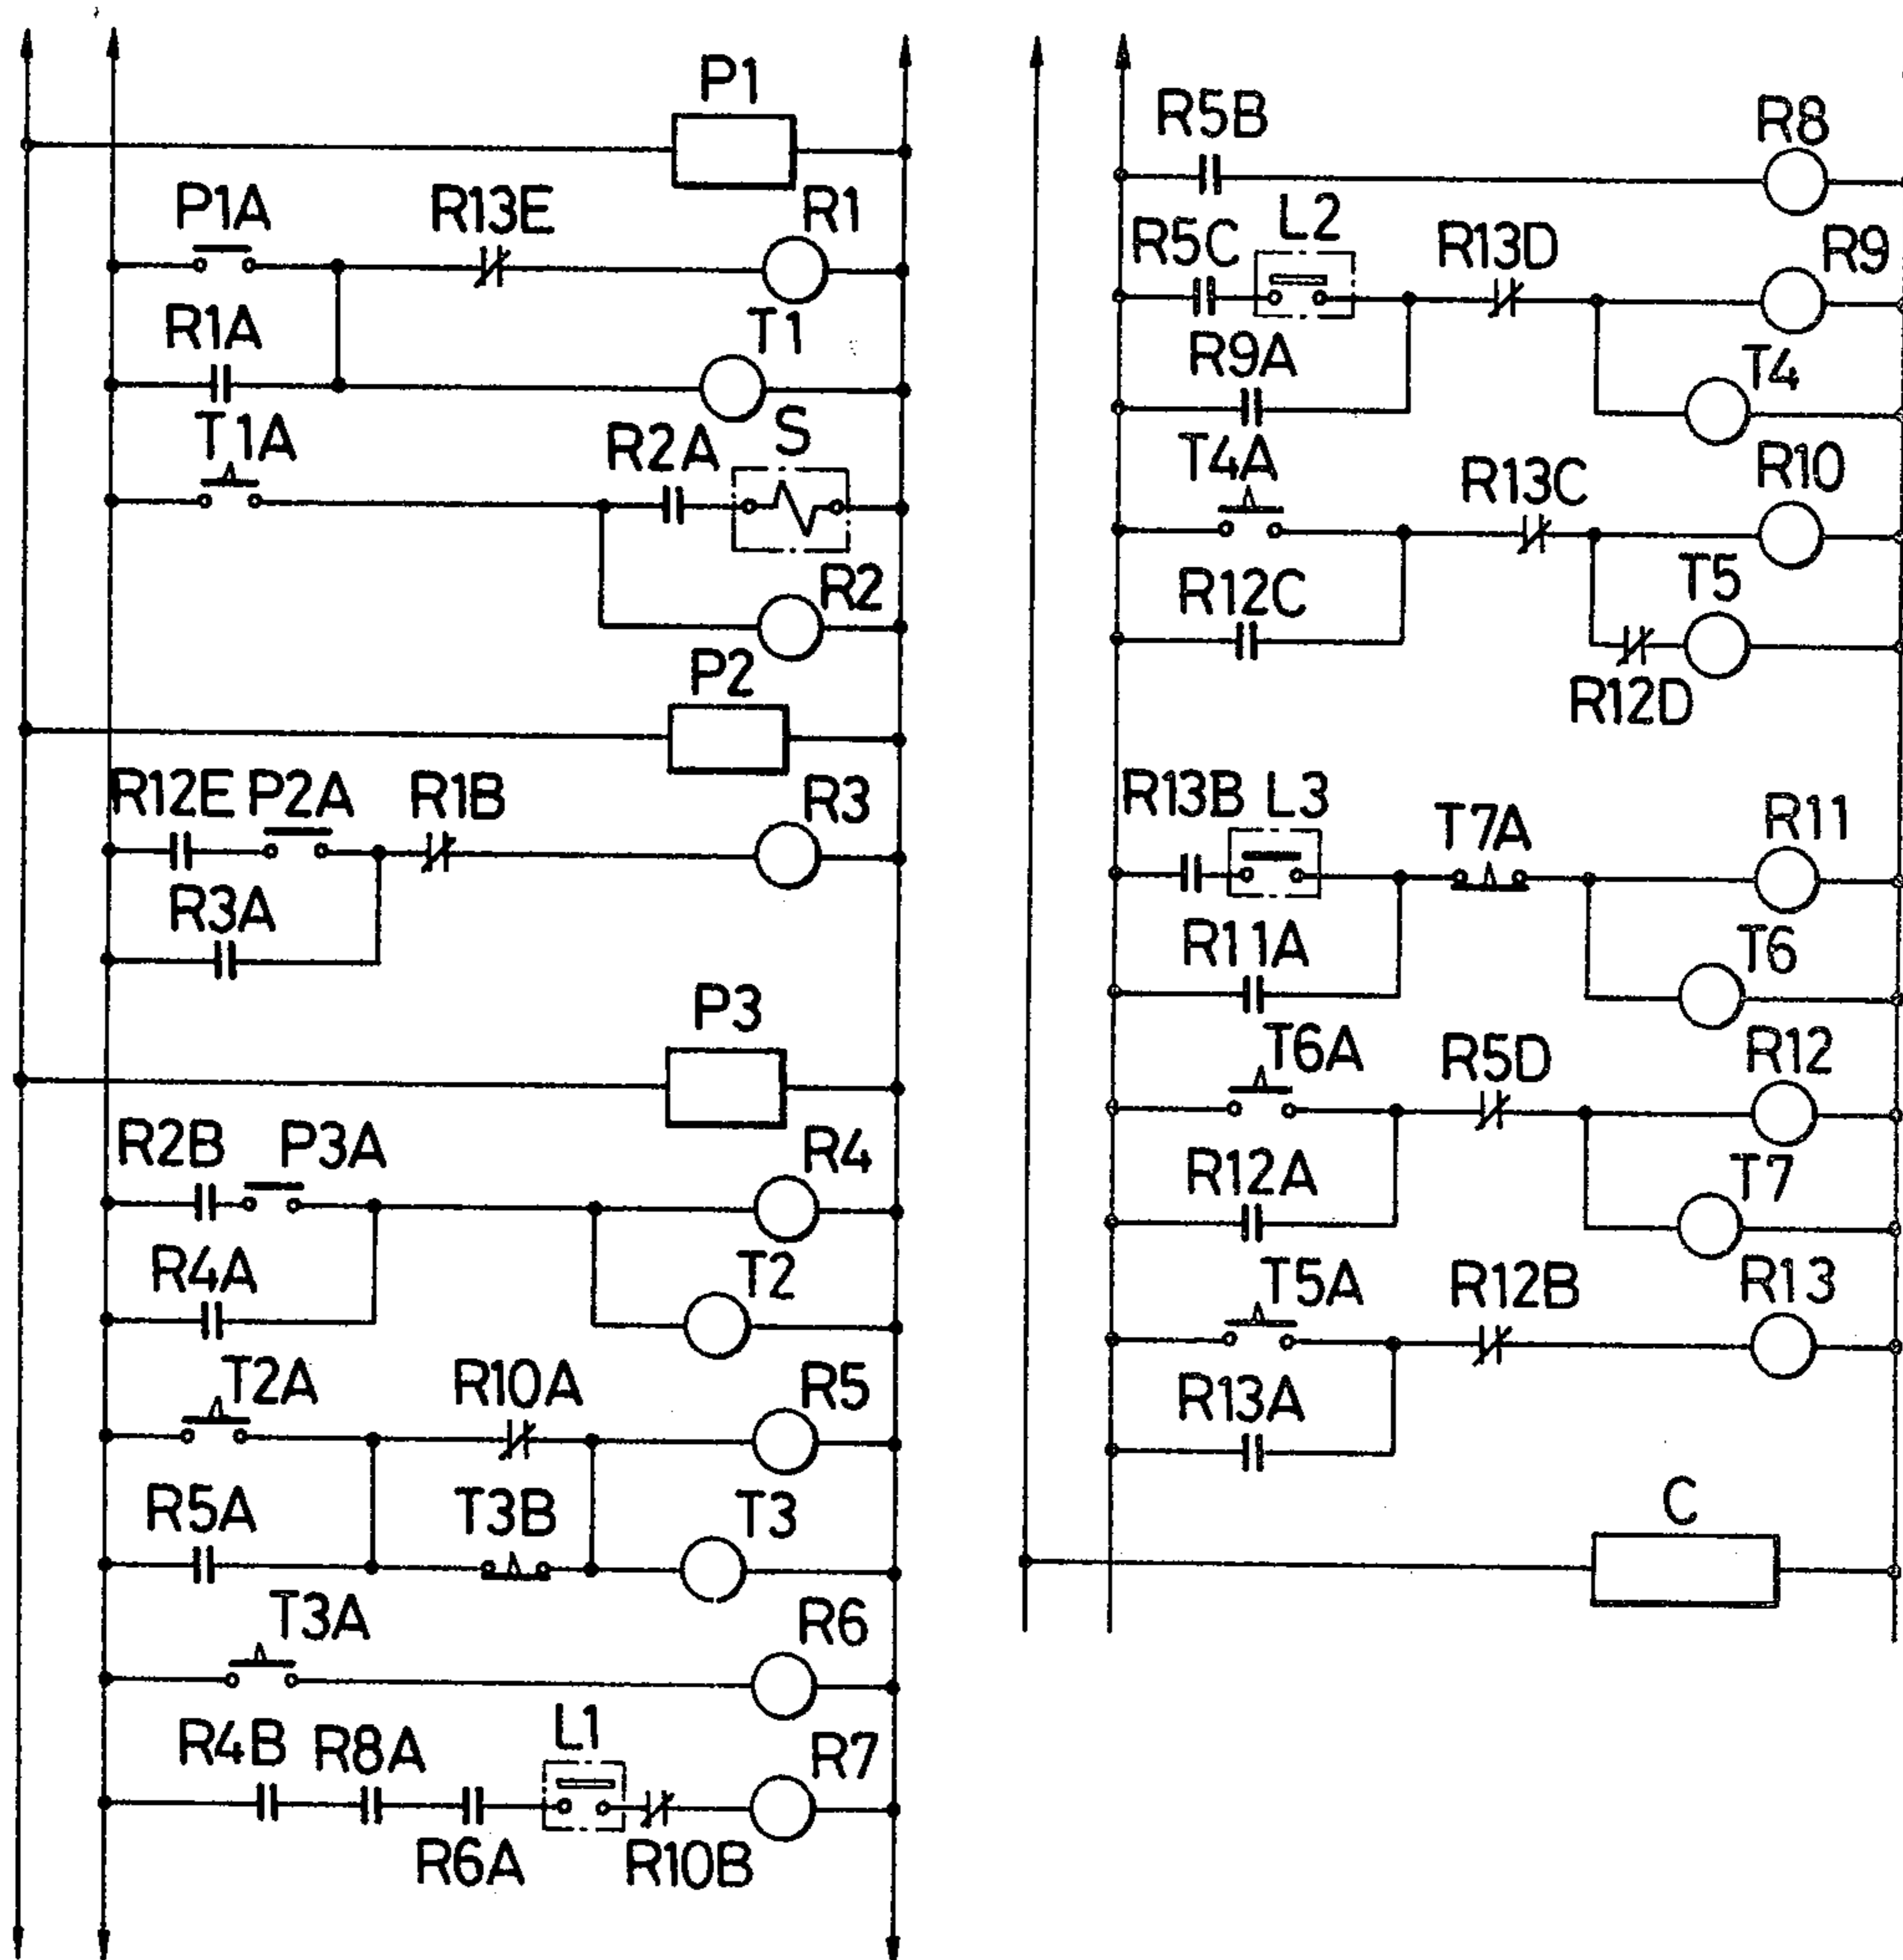 P1
P1A R13E R1
R1A T1
T1A R2A S
R2
P2
R12E P2A R1B R3
R3A
P3
R2B P3A R4
R4A T2
T2A R10A R5
R5A T3B T3
T3A R6
R4B R8A L1 R7
R6A R10B
R5B R8
R5C L2 R13D R9
R9A T4
T4A R13C R10
R12C T5
R12D
R13B L3 T7A R11
R11A T6
T6A R5D R12
R12A T7
T5A R12B R13
R13A
C